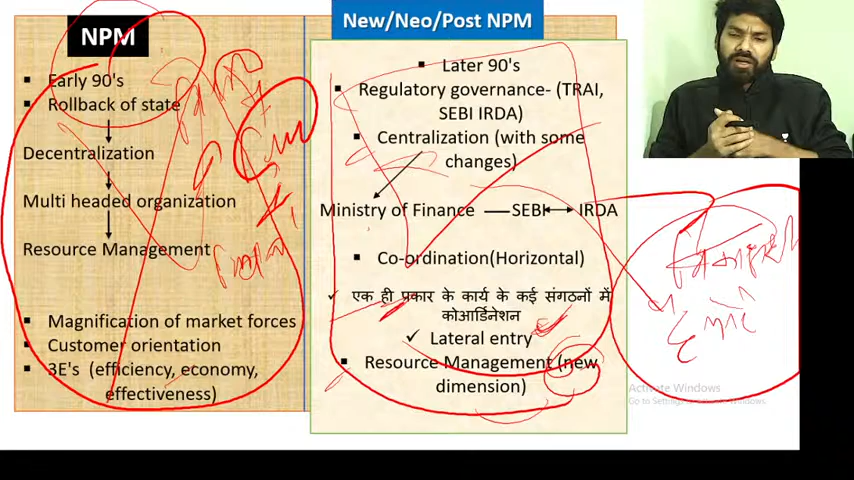 NPM
Early 90's
Rollback of state
Decentralization
Multi headed organization
Resource Management
Magnification of market forces
Customer orientation
3E's (efficiency, economy,
effectiveness)
New/Neo/Post NPM
Later 90's
Regulatory governance- (TRAI,
SEBI IRDA)
Centralization (with some
changes)
Ministry of Finance SEBI IRDA
Co-ordination(Horizontal)
एक ही प्रकार के कार्य के कई संगठनों में
कोआर्डिनेशन
Lateral entry
Resource Management (new
dimension)
Activate Windows
Go to Settings to activate Windows.